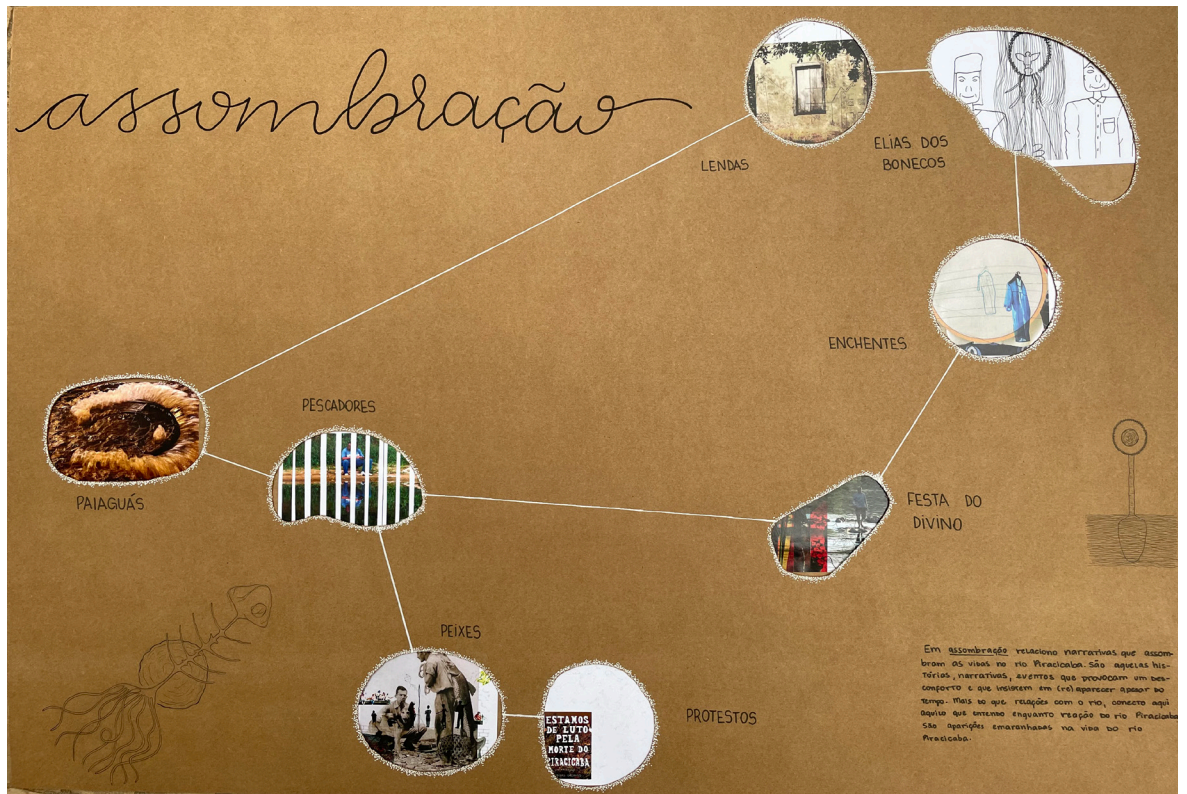 assombração
LENDAS
ELIAS DOS
BONECOS
ENCHENTES
PESCADORES
PAIAGUÁS
FESTA DO
DIVINO
PEIXES
PROTESTOS
ESTAMOS
DE LUTO
PELA
MORTE DO
PIRACICABA
Em assombração relaciono narrativas que assom-
bram as vidas no rio Piracicaba. São aquelas his-
tórias, narrativas, eventos que provocam um des-
conforto e que insistem em (re)aparecer apesar do
tempo. Mais do que relações com o rio, conecto aqui
aquilo que entendo enquanto reação do rio Piracicaba
são aparições emaranhadas na vida do rio
Piracicaba.